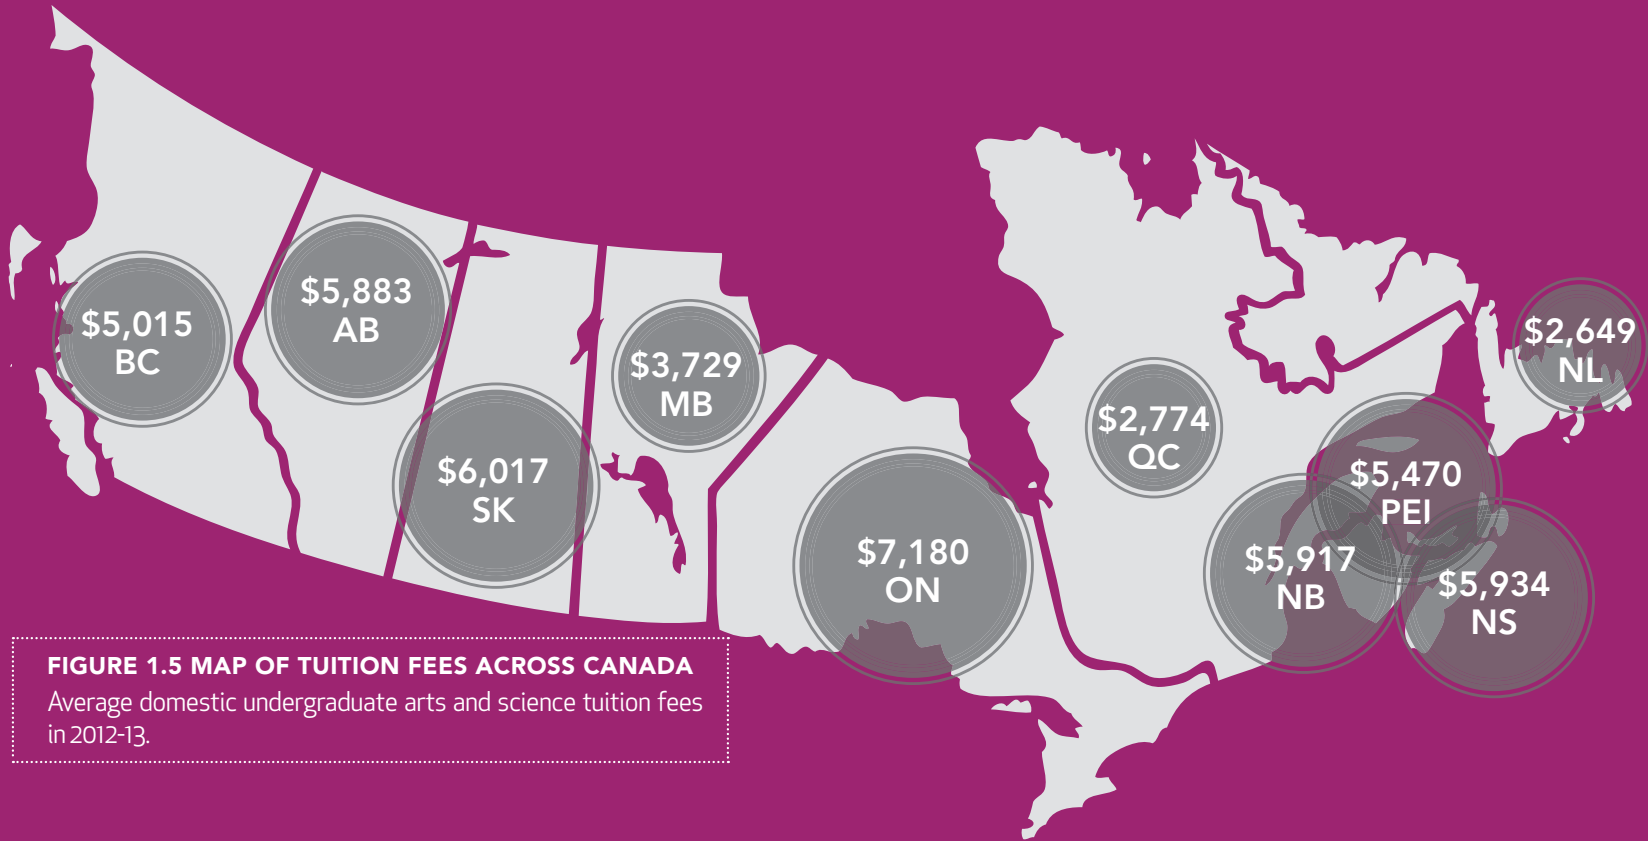 $5,015
BC
$5,883
AB
$6,017
SK
$3,729
MB
$7,180
ON
$2,774
QC
$2,649
NL
$5,470
PEI
$5,917
NB
$5,934
NS
FIGURE 1.5 MAP OF TUITION FEES ACROSS CANADA
Average domestic undergraduate arts and science tuition fees
in 2012-13.